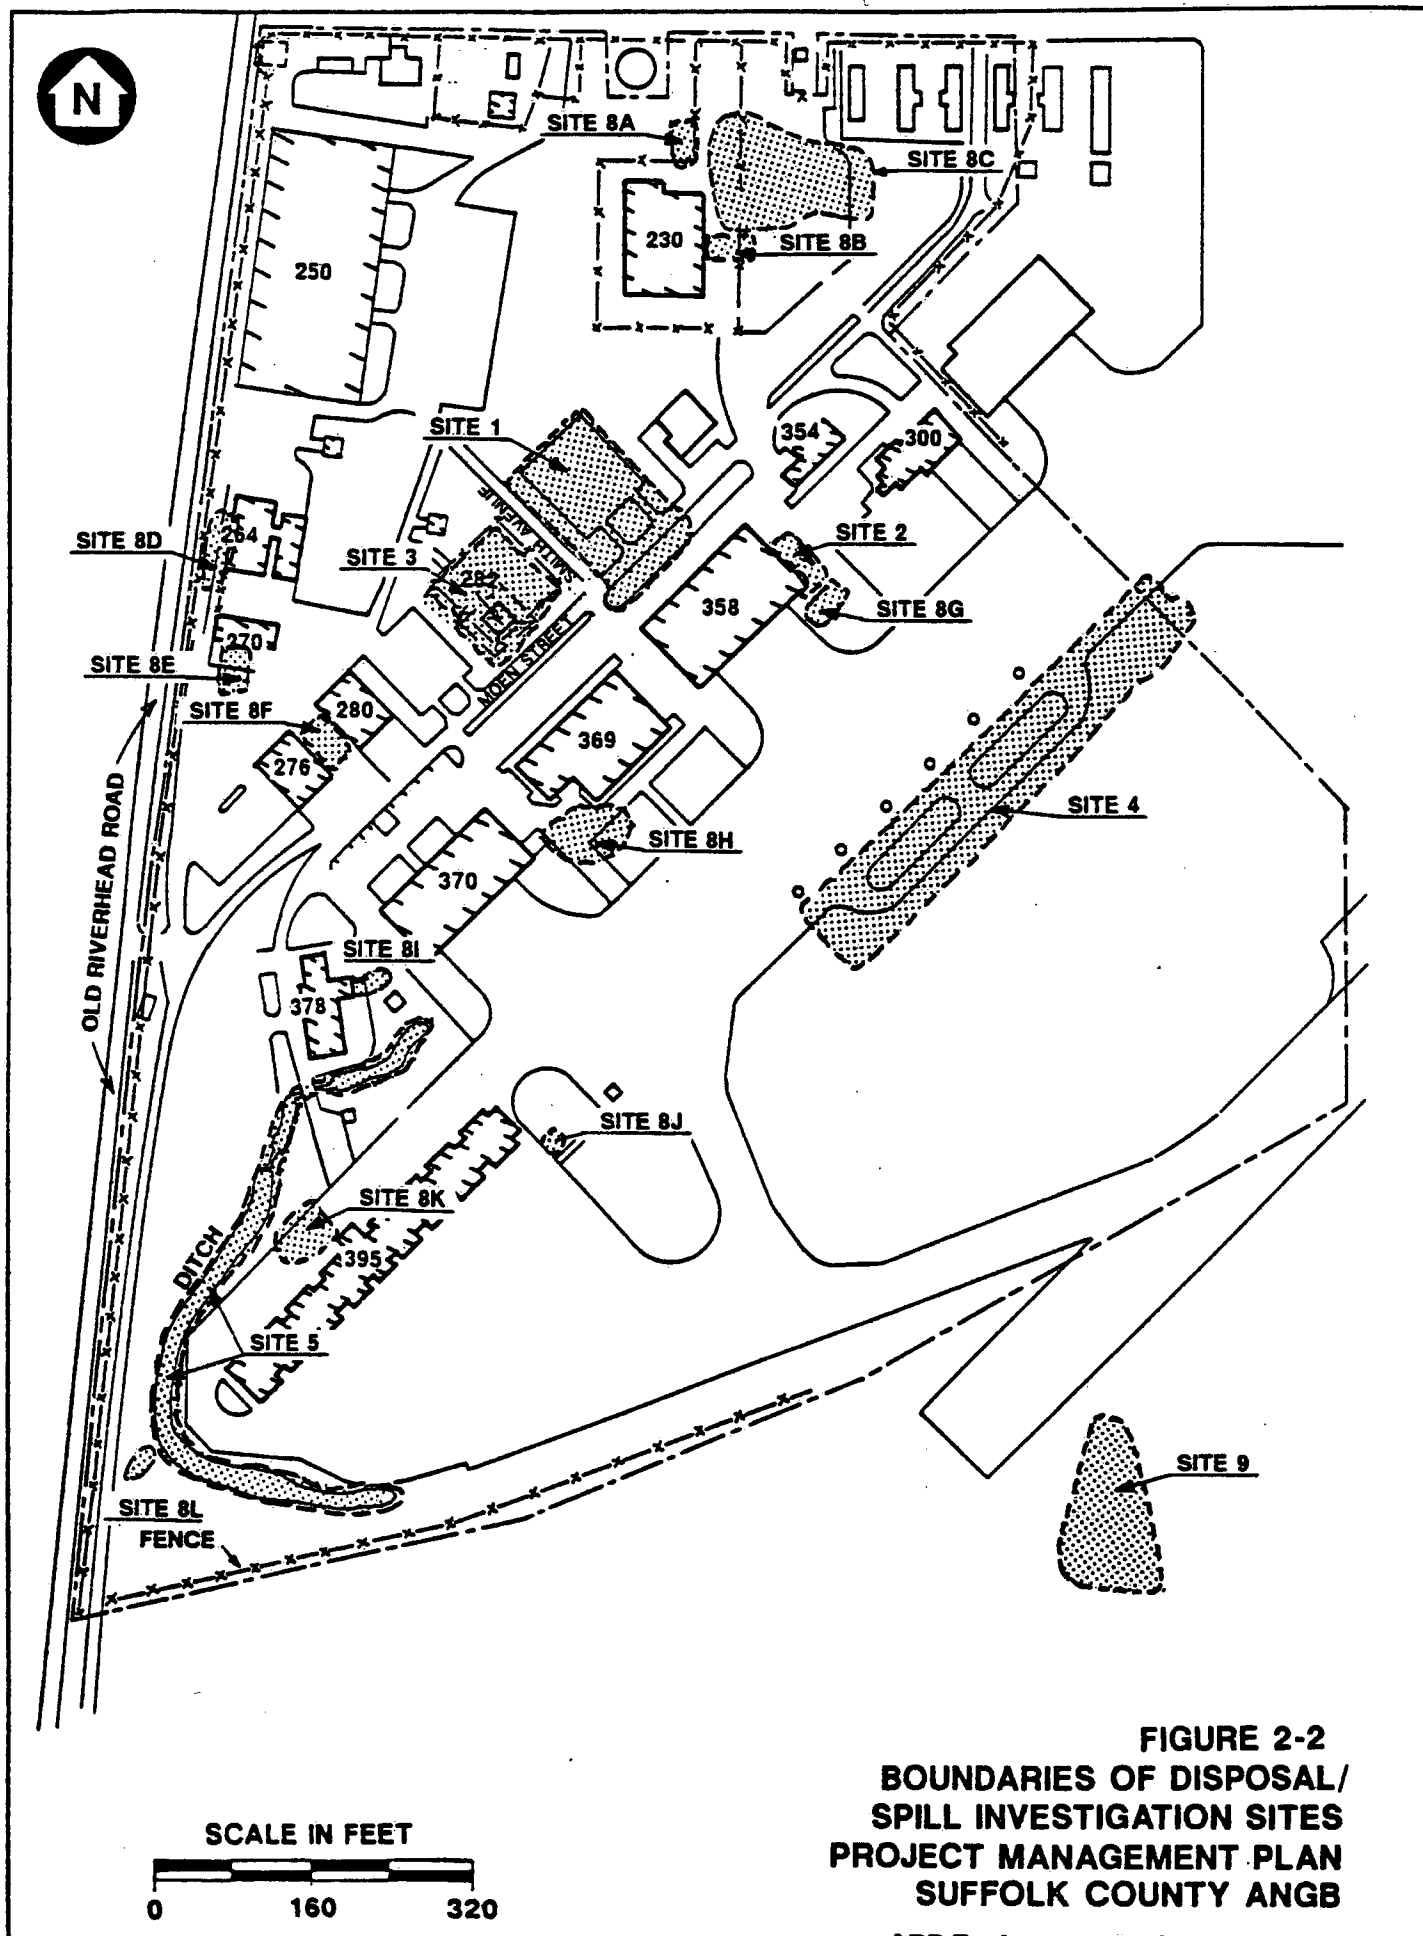 N
SITE 8A
SITE 8C
230
SITE 8B
250
SITE 1
354
300
SMITH AVENUE
264
SITE 8D
SITE 3
282
SITE 2
358
SITE 8G
270
SITE 8E
MOEN STREET
SITE 8F
280
369
276
SITE 4
OLD RIVERHEAD ROAD
SITE 8H
370
SITE 8I
378
SITE 8J
SITE 8K
DITCH
395
SITE 5
SITE 9
SITE 8L
FENCE
FIGURE 2-2
BOUNDARIES OF DISPOSAL/
SPILL INVESTIGATION SITES
PROJECT MANAGEMENT PLAN
SUFFOLK COUNTY ANGB
SCALE IN FEET
0 160 320